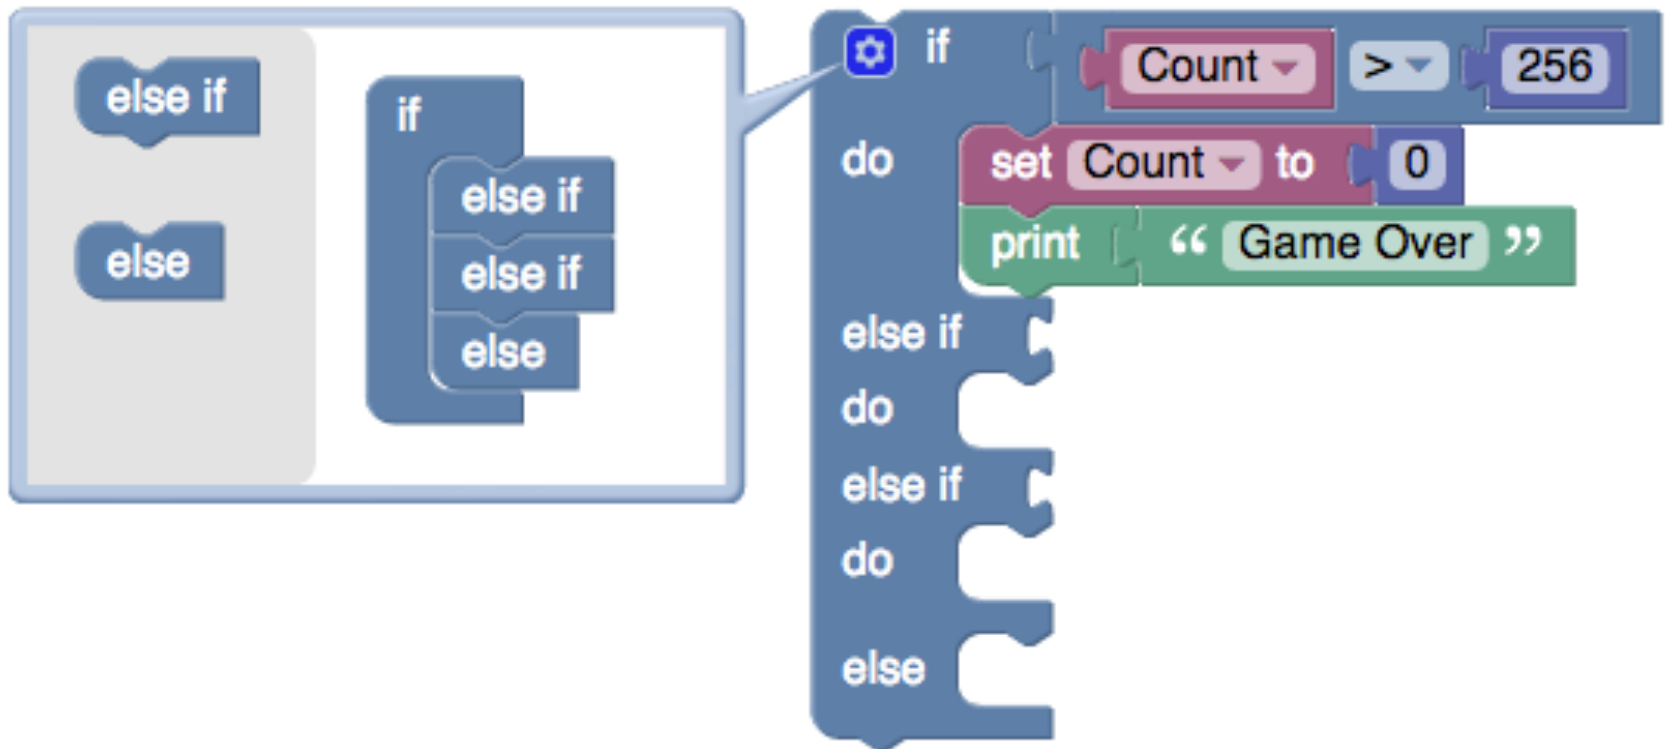 else if
else
if
else if
else if
else
if Count > 256
do set Count to 0
print “ Game Over ”
else if
do
else if
do
else